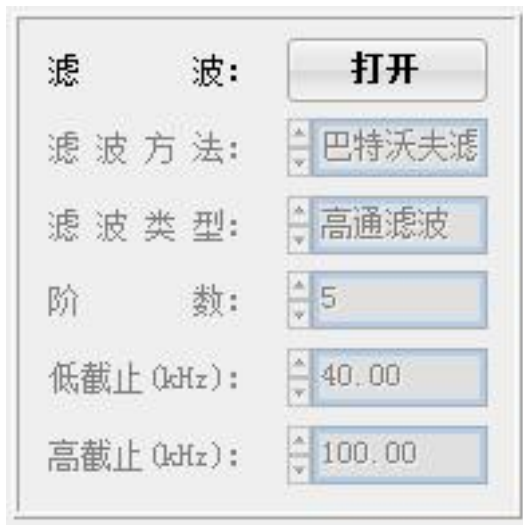 滤 波: 打开
滤 波 方 法: 巴特沃夫滤
滤 波 类 型: 高通滤波
阶 数: 5
低截止(kHz): 40.00
高截止(kHz): 100.00